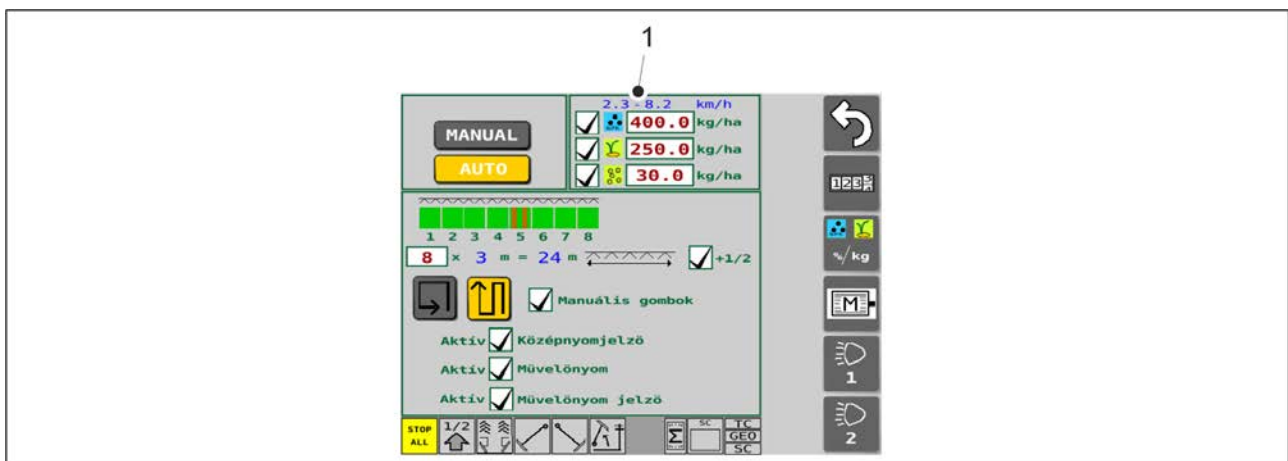 1
2.3 - 8.2 km/h
MANUAL
400.0 kg/ha
250.0 kg/ha
AUTO
30.0 kg/ha
1 2 3 4 5 6 7 8
8 x 3 m = 24 m +1/2
Manuális gombok
Aktív Középnyomjelzö
Aktív Müvelönyom
Aktív Müvelönyom jelzö
STOP ALL
1/2
Σ
SC
TC
GEO
SC
%/kg
M
1
2